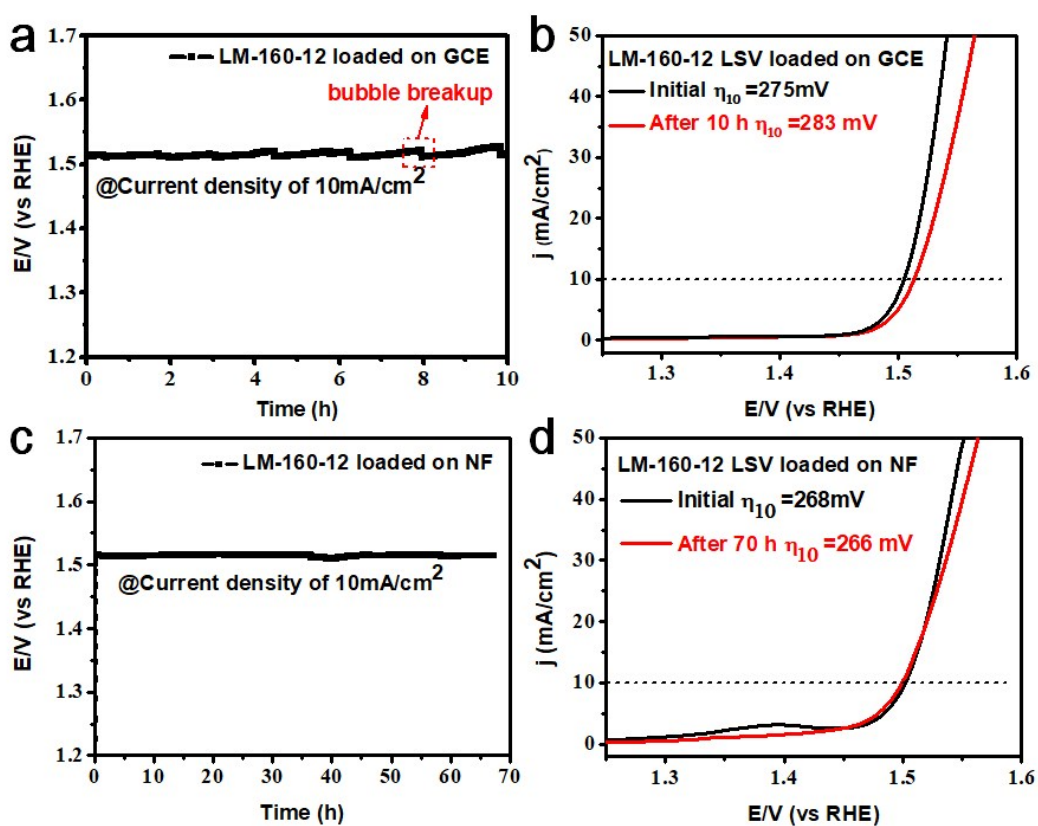 a
LM-160-12 loaded on GCE
bubble breakup
@Current density of 10mA/cm²
E/V (vs RHE)
1.7
1.6
1.5
1.4
1.3
1.2
0 2 4 6 8 10
Time (h)
b
LM-160-12 LSV loaded on GCE
Initial η₁₀ =275mV
After 10 h η₁₀ =283 mV
j (mA/cm²)
50
40
30
20
10
0
1.3 1.4 1.5 1.6
E/V (vs RHE)
c
LM-160-12 loaded on NF
@Current density of 10mA/cm²
E/V (vs RHE)
1.7
1.6
1.5
1.4
1.3
1.2
0 10 20 30 40 50 60 70
Time (h)
d
LM-160-12 LSV loaded on NF
Initial η₁₀ =268mV
After 70 h η₁₀ =266 mV
j (mA/cm²)
50
40
30
20
10
0
1.3 1.4 1.5 1.6
E/V (vs RHE)